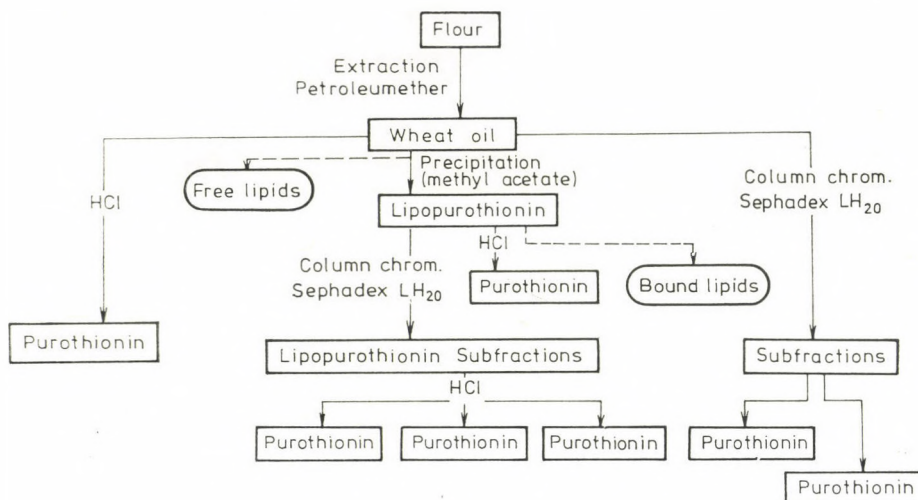 Flour
Extraction
Petroleumether
Wheat oil
Precipitation
(methyl acetate)
Free lipids
HCl
Column chrom.
Sephadex LH20
Lipopurothionin
HCl
Column chrom.
Sephadex LH20
Purothionin
Bound lipids
Purothionin
Lipopurothionin Subfractions
Subfractions
HCl
Purothionin
Purothionin
Purothionin
Purothionin
Purothionin